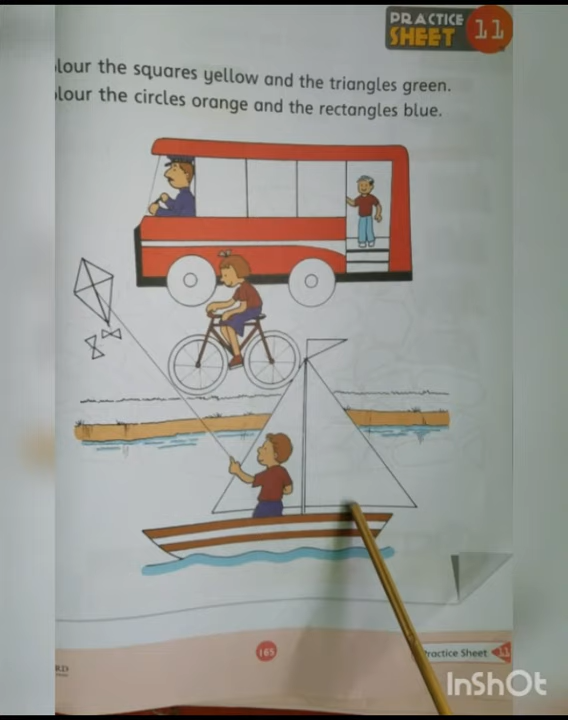 PRACTICE
SHEET 11
lour the squares yellow and the triangles green.
lour the circles orange and the rectangles blue.
165
Practice Sheet 11
RD
InShOt